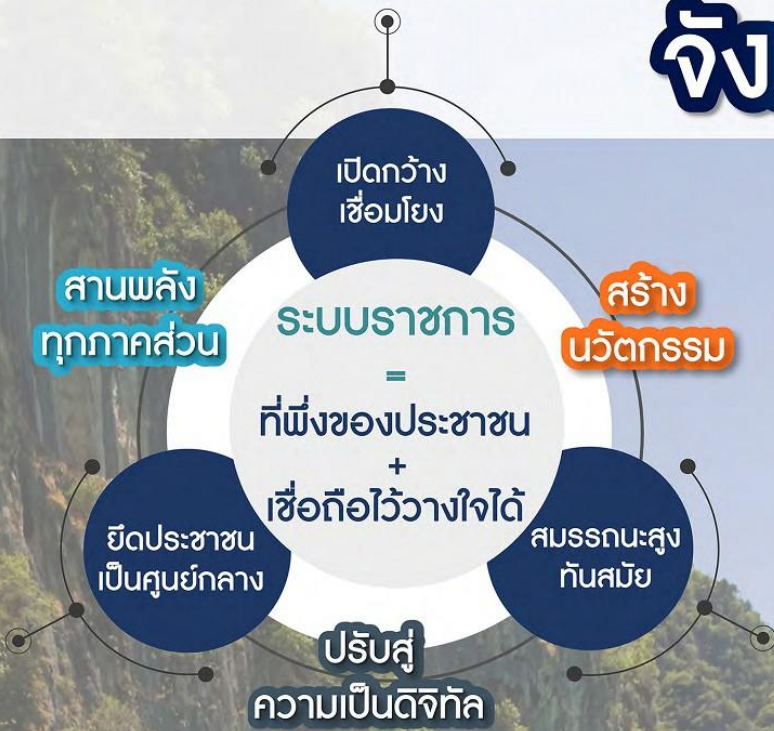 จัง
เปิดกว้าง
เชื่อมโยง
สานพลัง
ทุกภาคส่วน
สร้าง
นวัตกรรม
ระบบราชการ
=
ที่พึ่งของประชาชน
+
เชื่อถือไว้วางใจได้
ยึดประชาชน
เป็นศูนย์กลาง
สมรรถนะสูง
ทันสมัย
ปรับสู่
ความเป็นดิจิทัล